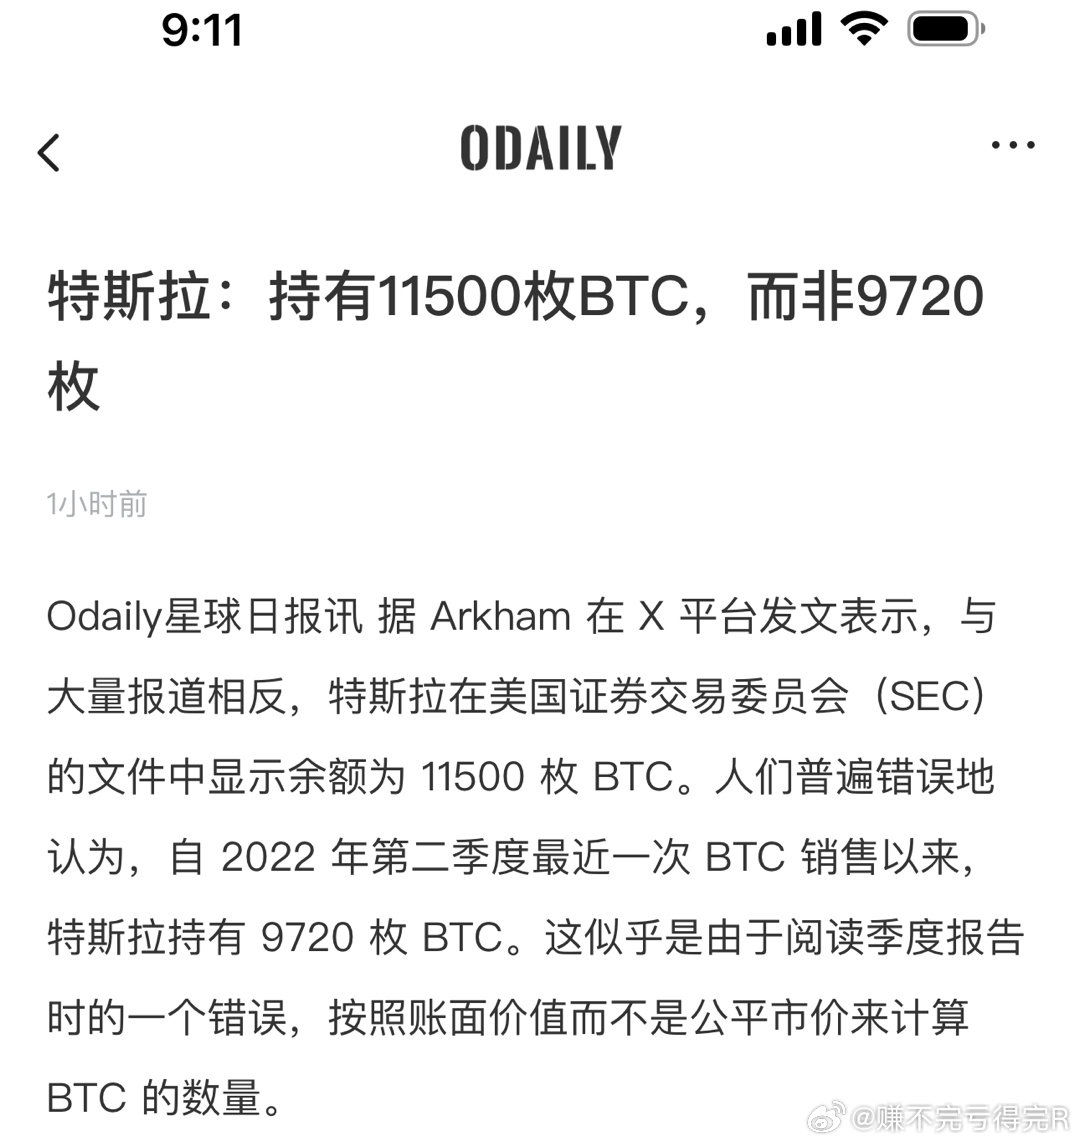 9:11
ODAILY
特斯拉：持有11500枚BTC，而非9720
枚
1小时前
Odaily星球日报讯 据 Arkham 在 X 平台发文表示，与
大量报道相反，特斯拉在美国证券交易委员会（SEC）
的文件中显示余额为 11500 枚 BTC。人们普遍错误地
认为，自 2022 年第二季度最近一次 BTC 销售以来，
特斯拉持有 9720 枚 BTC。这似乎是由于阅读季度报告
时的一个错误，按照账面价值而不是公平市价来计算
BTC 的数量。
@赚不完亏得完R